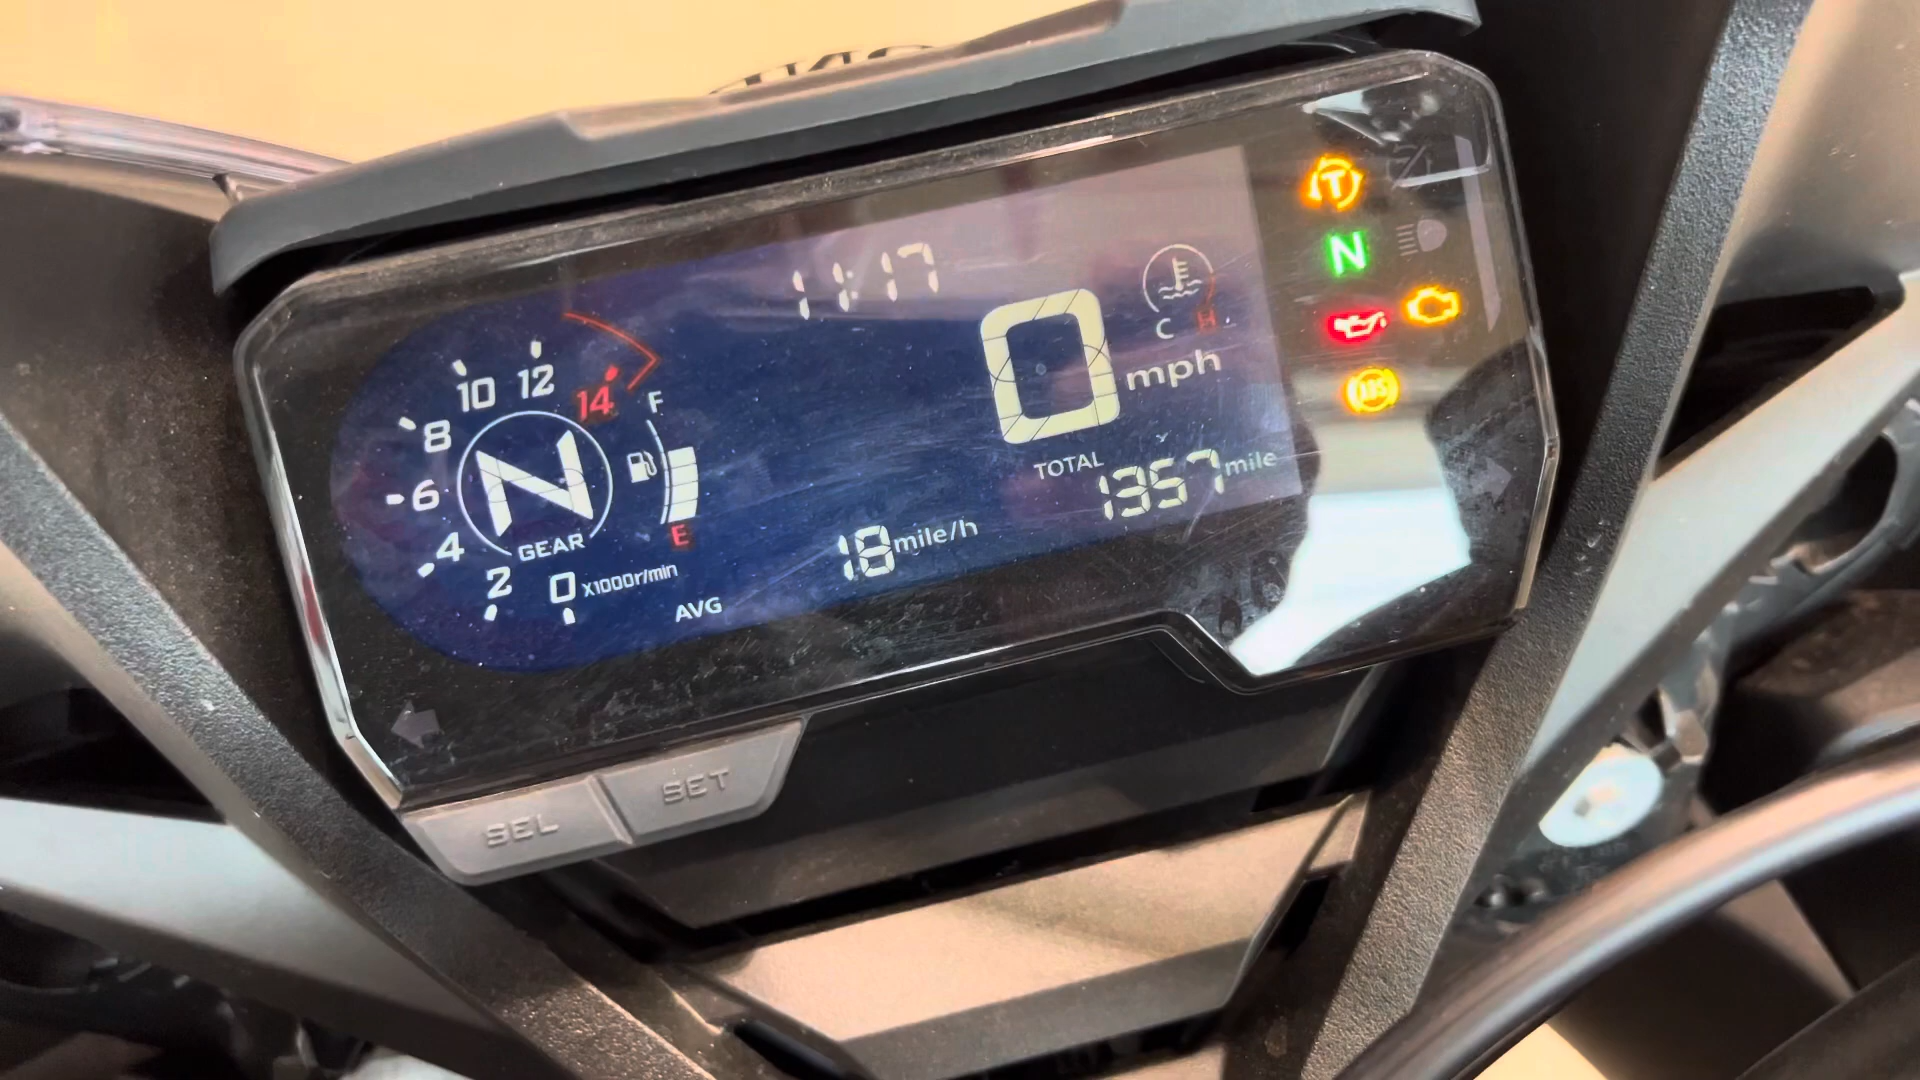 11:17
10 12 14
8
6
4
2
0 X1000r/min
N
GEAR
F
E
AVG
18 mile/h
0 mph
C H
TOTAL
1357 mile
T
N
ABS
SEL
SET